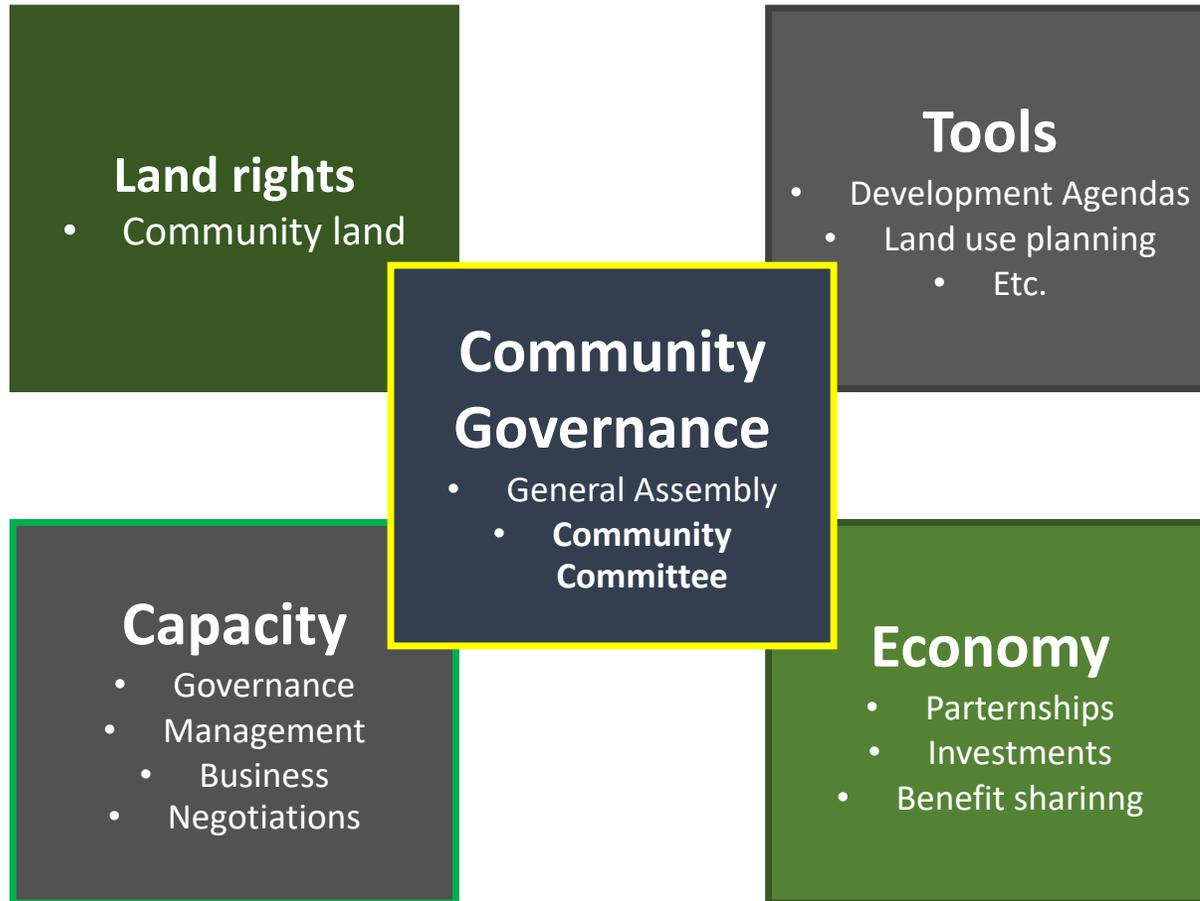 Land rights
• Community land
Tools
• Development Agendas
• Land use planning
• Etc.
Community
Governance
• General Assembly
• Community
Committee
Capacity
• Governance
• Management
• Business
• Negotiations
Economy
• Parternships
• Investments
• Benefit sharinng